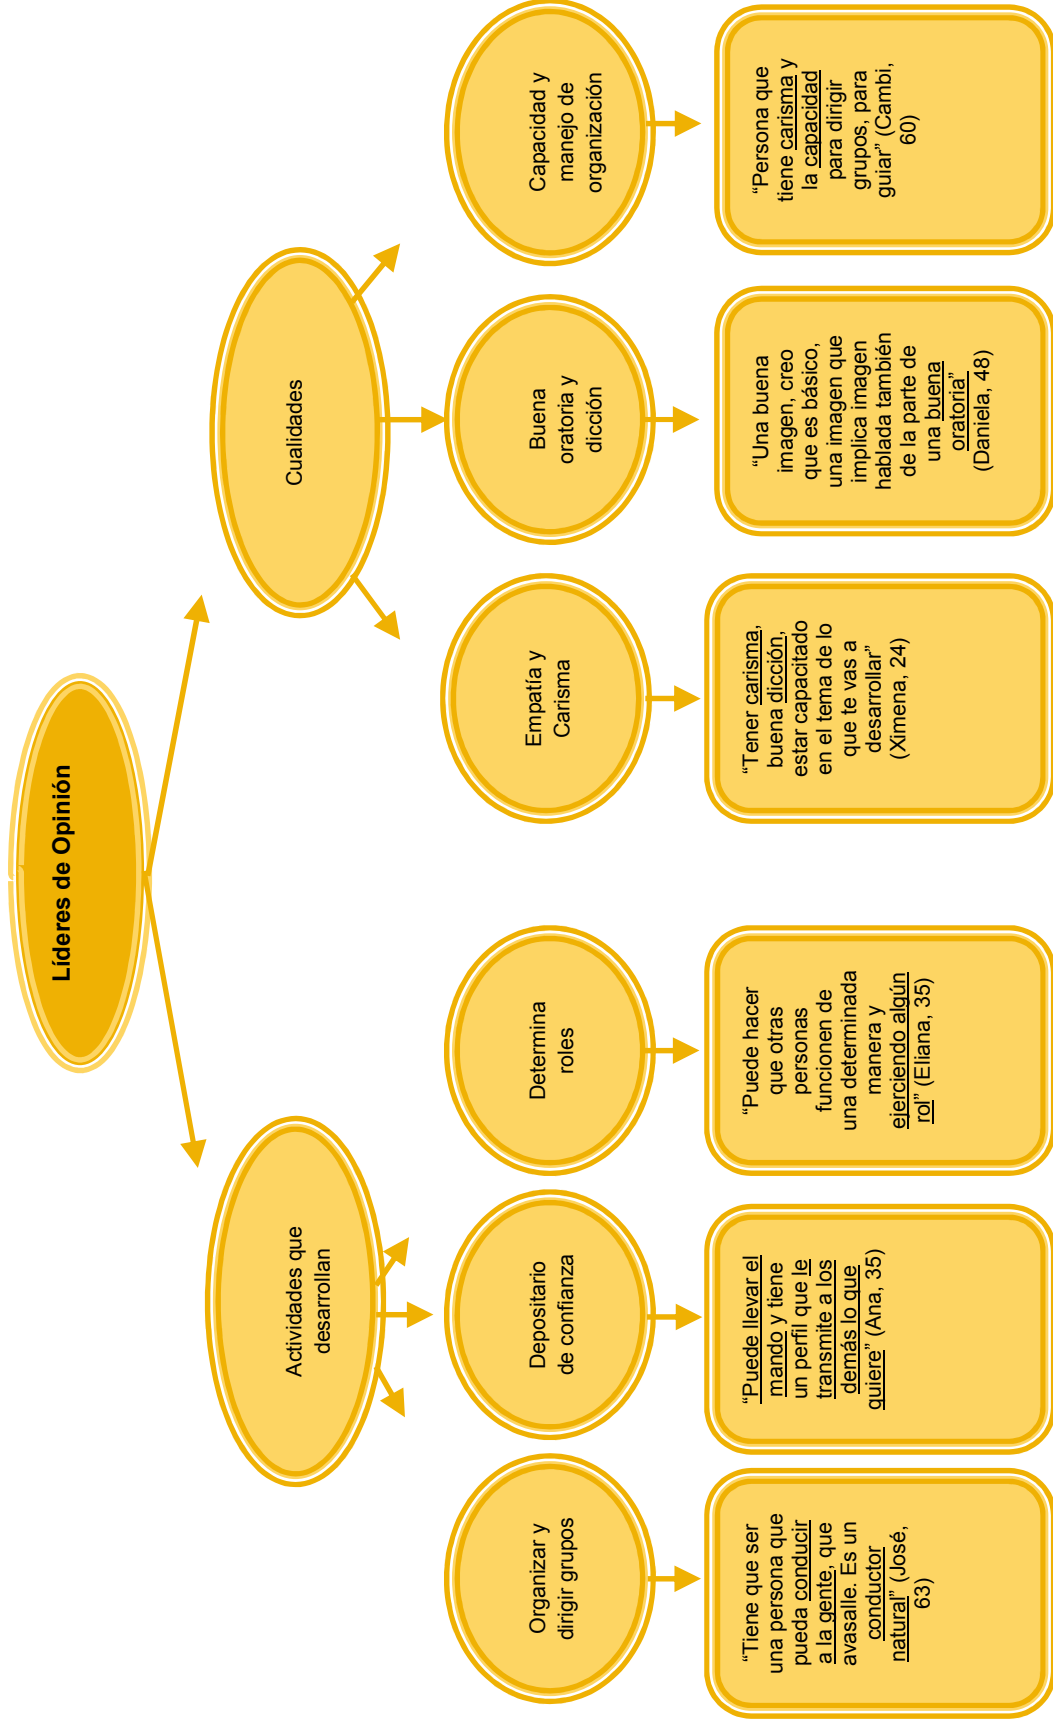 Líderes de Opinión
Actividades que
desarrollan
Cualidades
Organizar y
dirigir grupos
Depositario
de confianza
Determina
roles
Empatía y
Carisma
Buena
oratoria y
dicción
Capacidad y
manejo de
organización
“Tiene que ser
una persona que
pueda conducir
a la gente, que
avasalle. Es un
conductor
natural” (José,
63)
“Puede llevar el
mando y tiene
un perfil que le
transmite a los
demás lo que
quiere” (Ana, 35)
“Puede hacer
que otras
personas
funcionen de
una determinada
manera y
ejerciendo algún
rol” (Eliana, 35)
“Tener carisma,
buena dicción,
estar capacitado
en el tema de lo
que te vas a
desarrollar”
(Ximena, 24)
“Una buena
imagen, creo
que es básico,
una imagen que
implica imagen
hablada también
de la parte de
una buena
oratoria”
(Daniela, 48)
“Persona que
tiene carisma y
la capacidad
para dirigir
grupos, para
guiar” (Cambi,
60)